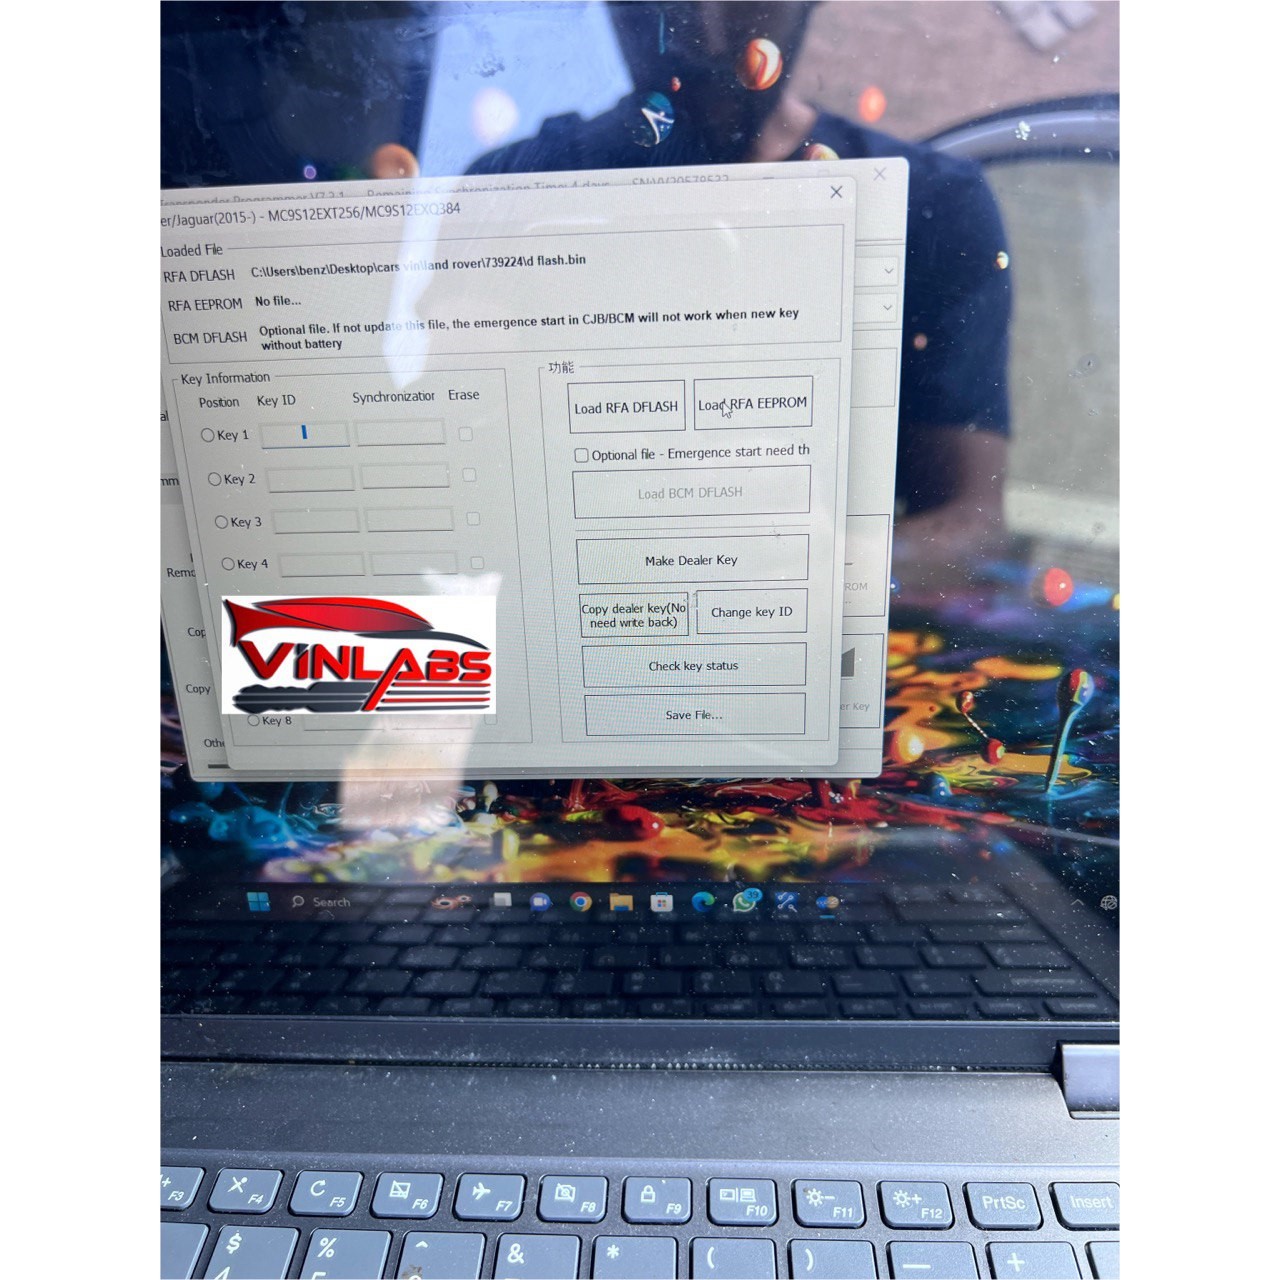 Transponder Programmer V7.2.1 Remaining Synchronization Time: 4 days
er/Jaguar(2015-) - MC9S12EXT256/MC9S12EXQ384
Loaded File
RFA DFLASH C:\Users\benz\Desktop\cars vin\land rover\739224\d flash.bin
RFA EEPROM No file...
BCM DFLASH Optional file. If not update this file, the emergence start in CJB/BCM will not work when new key
without battery
Key Information
Position Key ID Synchronization Erase
Key 1
Key 2
Key 3
Key 4
Key 8
功能
Load RFA DFLASH
Load RFA EEPROM
Optional file - Emergence start need th
Load BCM DFLASH
Make Dealer Key
Copy dealer key(No
need write back)
Change key ID
Check key status
Save File...
mm
Remo
Cop
Copy
Othe
ROM
er Key
VINLABS
Search
39
F3 F4 F5 F6 F7 F8 F9 F10 F11 F12 PrtSc Insert
$ % ^ & * ( ) — +